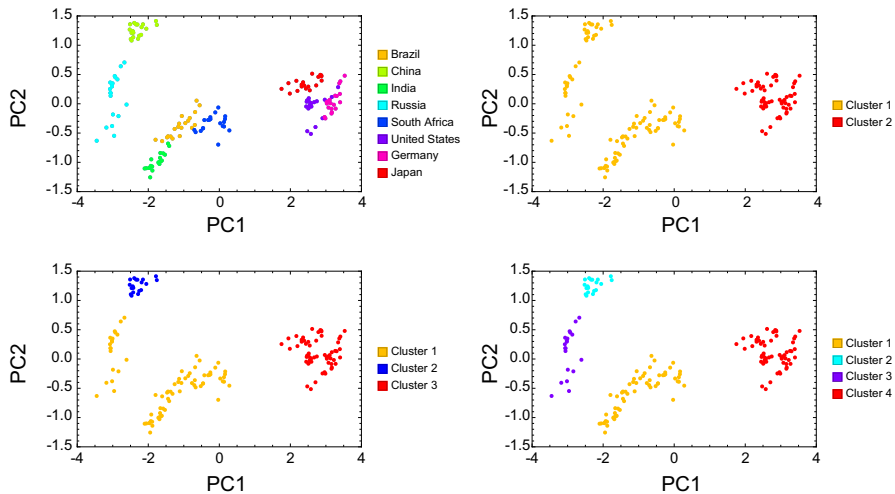 1.5
1.0
0.5
0.0
-0.5
-1.0
-1.5
PC2
-4
-2
0
2
4
PC1
Brazil
China
India
Russia
South Africa
United States
Germany
Japan
1.5
1.0
0.5
0.0
-0.5
-1.0
-1.5
PC2
-4
-2
0
2
4
PC1
Cluster 1
Cluster 2
1.5
1.0
0.5
0.0
-0.5
-1.0
-1.5
PC2
-4
-2
0
2
4
PC1
Cluster 1
Cluster 2
Cluster 3
1.5
1.0
0.5
0.0
-0.5
-1.0
-1.5
PC2
-4
-2
0
2
4
PC1
Cluster 1
Cluster 2
Cluster 3
Cluster 4